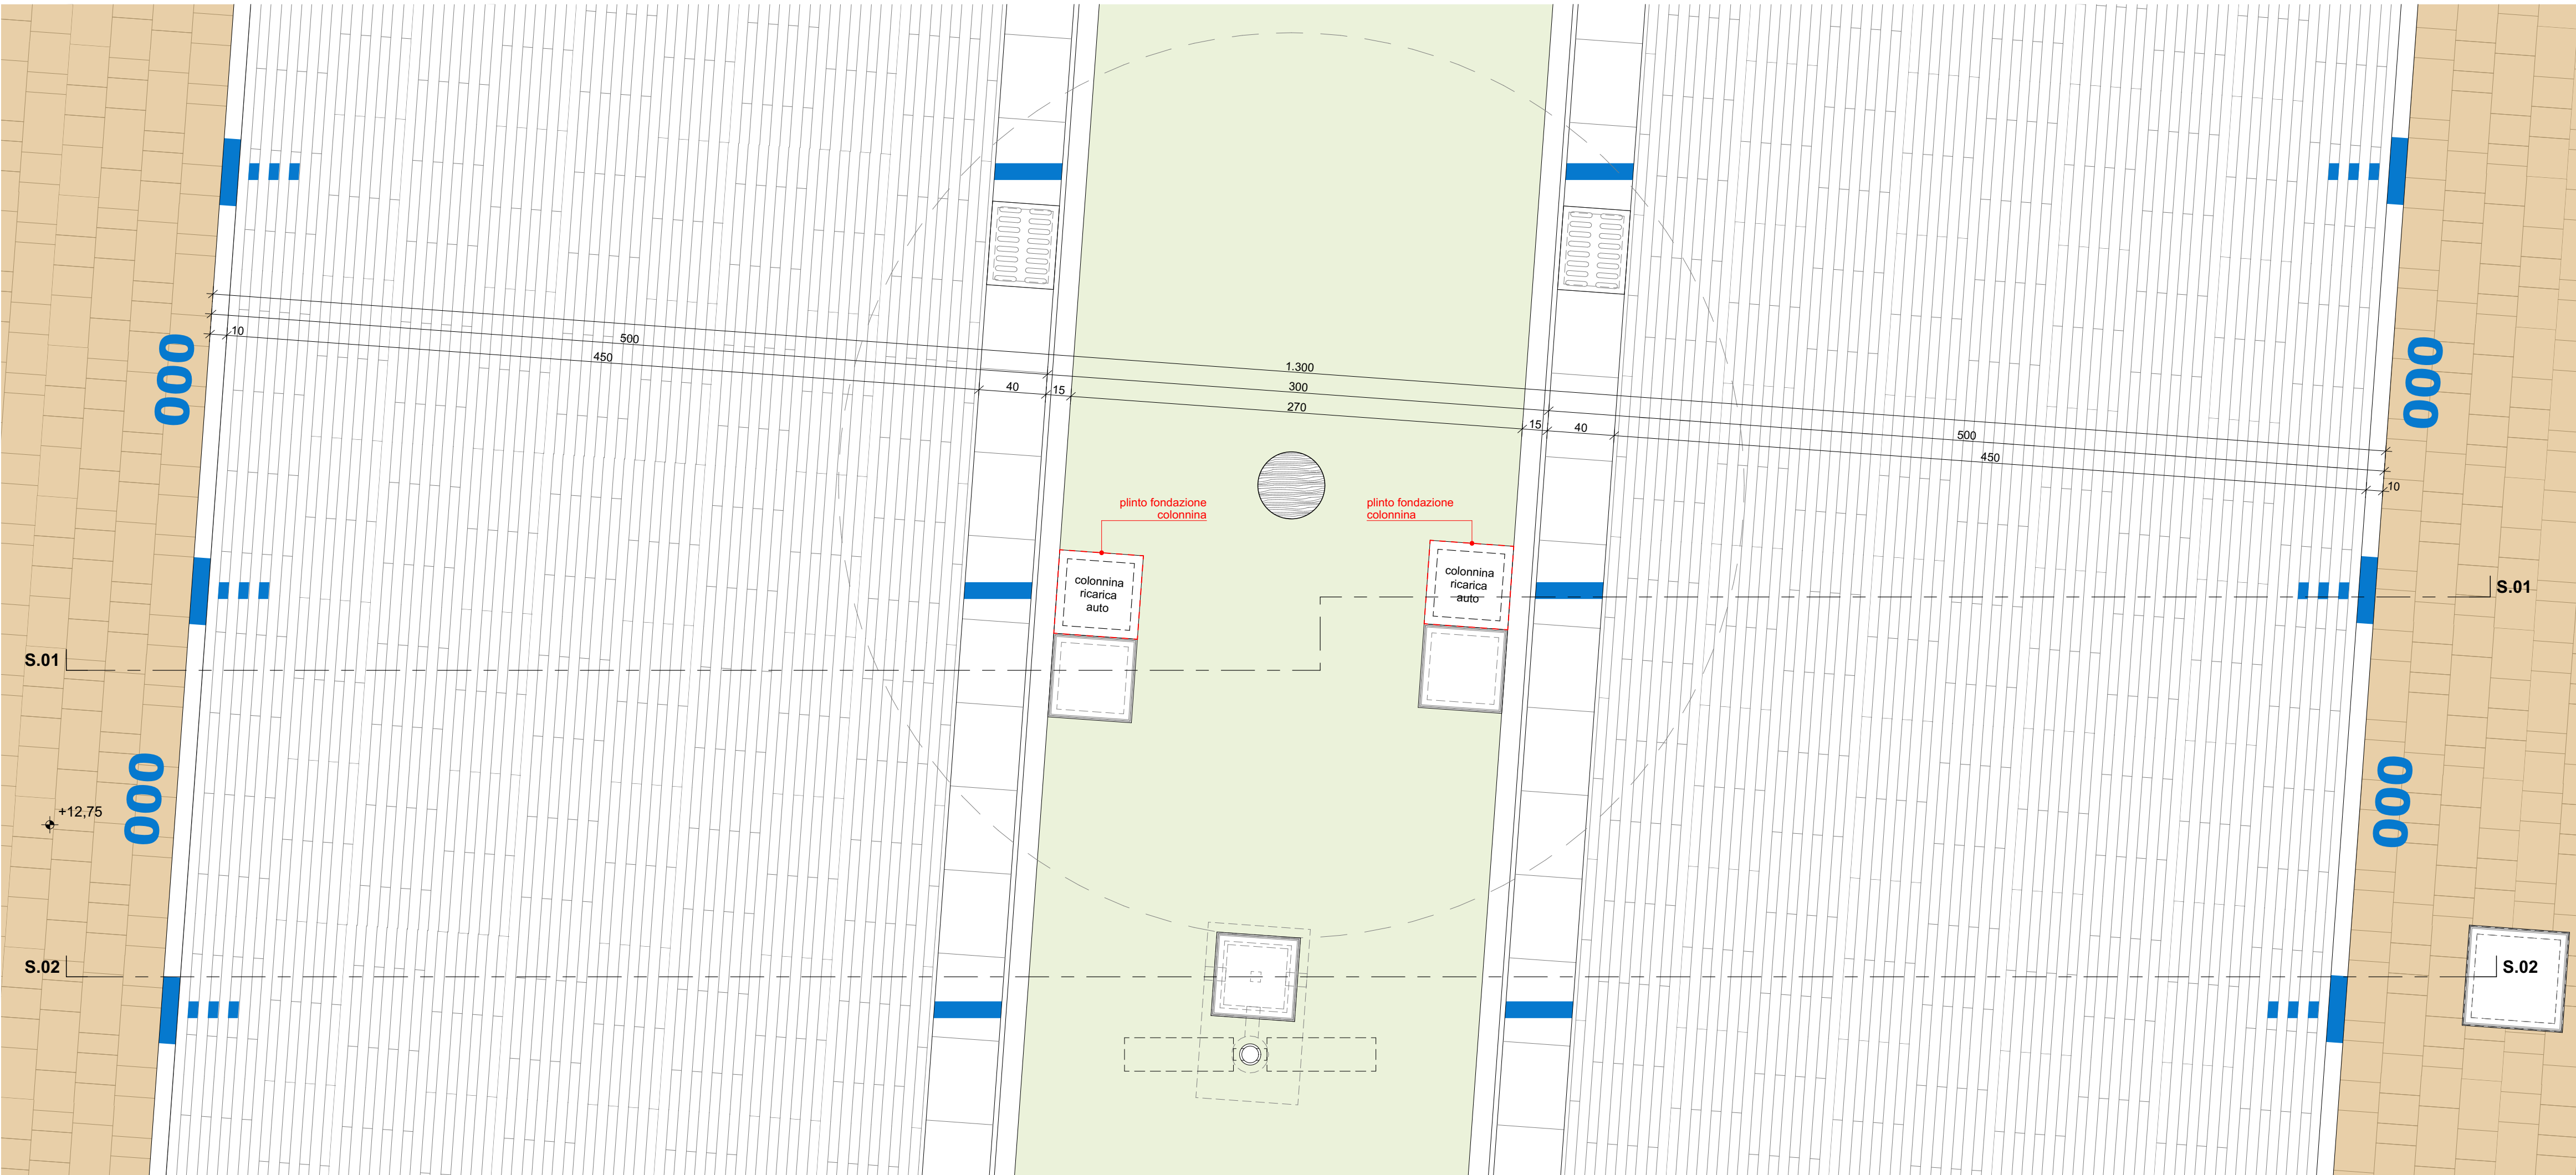 000
000
10
500
450
1.300
40
15
300
270
15
40
500
450
10
plinto fondazione
colonnina
plinto fondazione
colonnina
colonnina
ricarica
auto
colonnina
ricarica
auto
S.01
S.01
000
000
+12,75
S.02
S.02